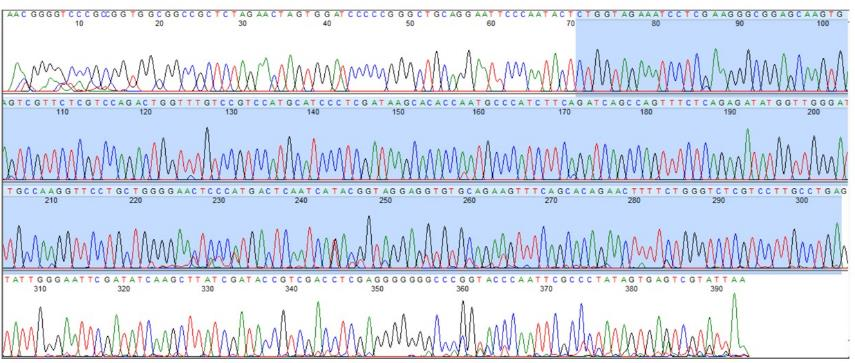 AACGGGGTCCCGCCGGTGGCGGCCGCTCTAGAACTAGTGGATCCCCCGGGCTGCAGGAATTCCCAATACTCTGGTAGAAATCCTCGAAGGGCGGAGCAAGTG
10 20 30 40 50 60 70 80 90 100
AGTCGTTCTCGTCCAGACTGGTTTGTCCGTCCATGCATCCCTCGATAAGCACACCAATGCCCATCTTCAGATCAGCCAGTTTCTCAGAGATATGGTTGGGAT
110 120 130 140 150 160 170 180 190 200
TGCCAAGGTTCCTGCTGGGGAACTCCCATGACTCAATCATACGGTAGGAGGTGTGCAGAAGTTTCAGCACAGAACTTTTCTGGGTCTCGTCCTTGCCTGAG
210 220 230 240 250 260 270 280 290 300
TATTGGGAATTCGATATCAAGCTTATCGATACCGTCGACCTCGAGGGGGGGCCCGGTACCCAATTCGCCCTATAGTGAGTCGTATTAA
310 320 330 340 350 360 370 380 390